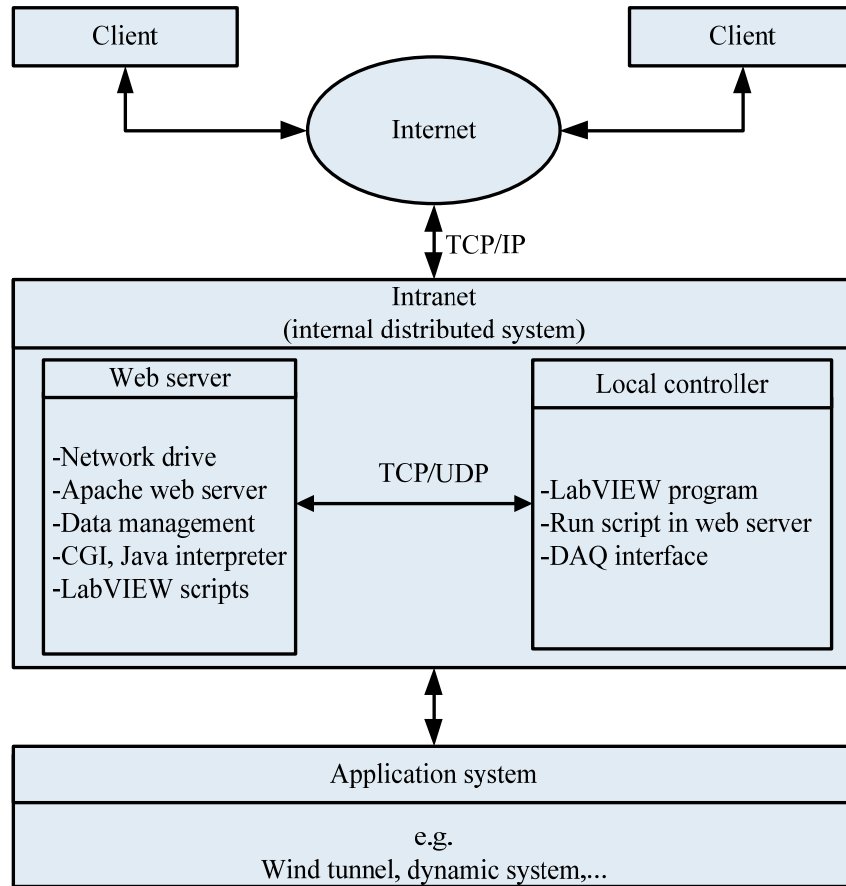 Client
Client
Internet
TCP/IP
Intranet
(internal distributed system)
Web server
-Network drive
-Apache web server
-Data management
-CGI, Java interpreter
-LabVIEW scripts
TCP/UDP
Local controller
-LabVIEW program
-Run script in web server
-DAQ interface
Application system
e.g.
Wind tunnel, dynamic system,...